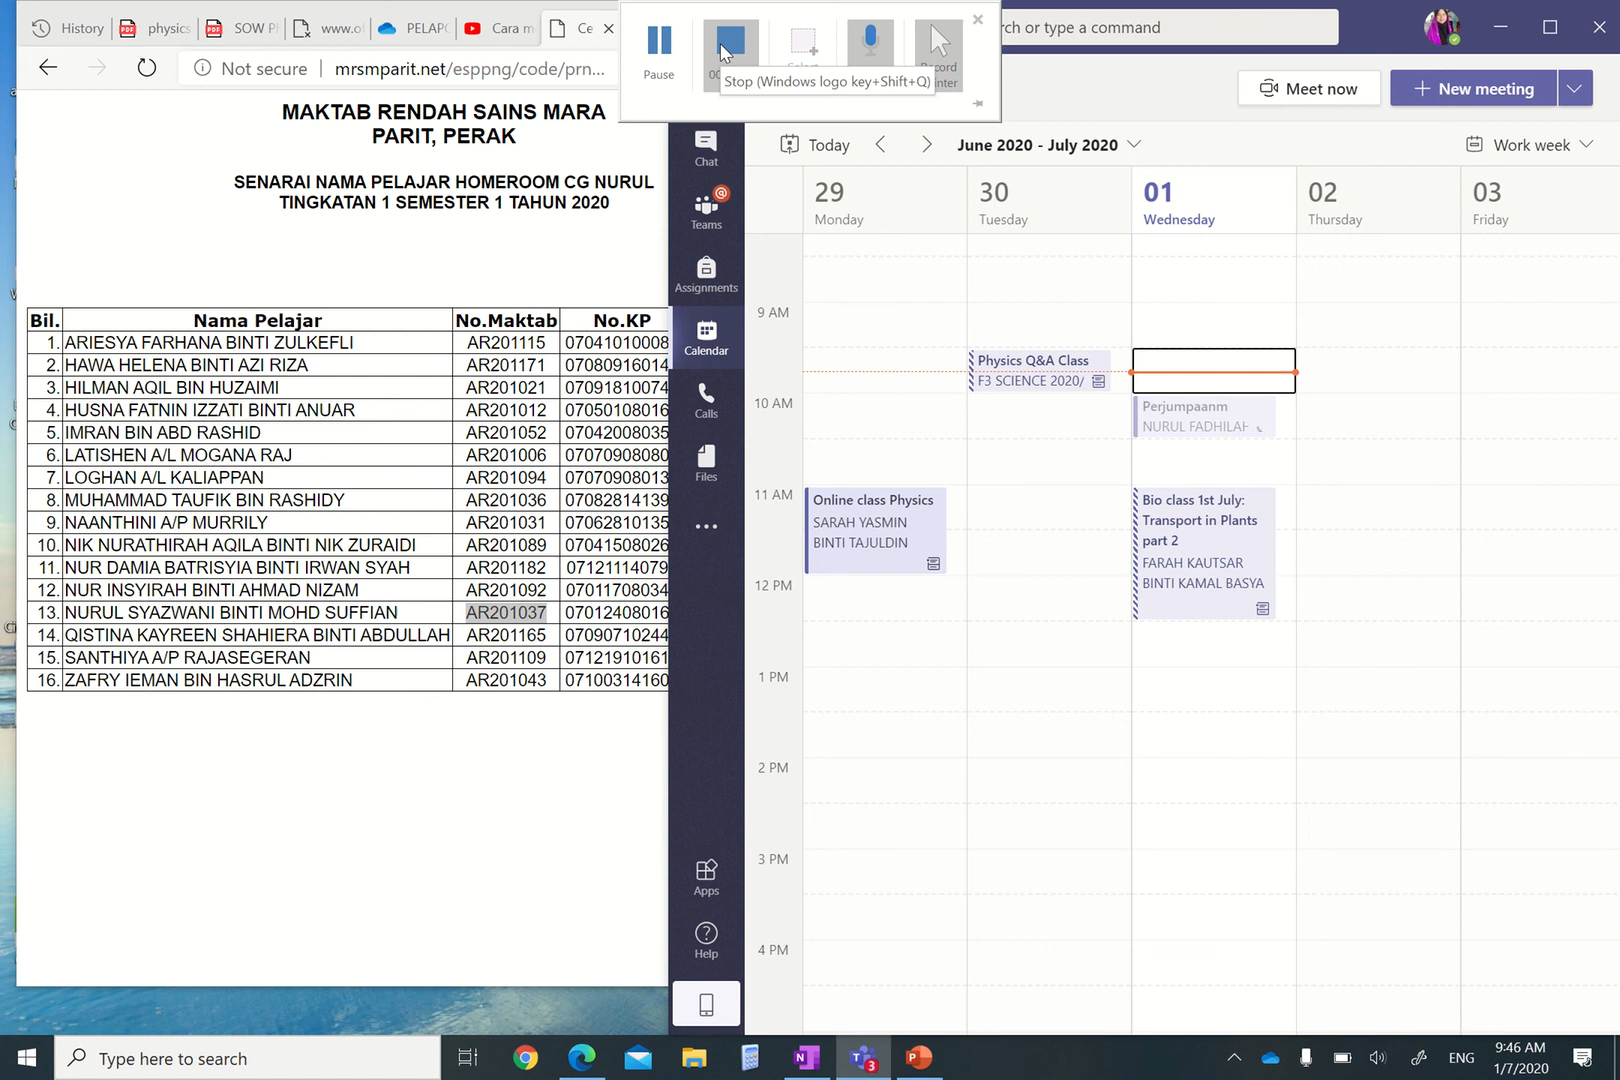 History
physics
SOW P
www.of
PELAPC
Cara m
Ce
Not secure
mrsmparit.net/esppng/code/prn...
Pause
Stop (Windows logo key+Shift+Q)
rch or type a command
Meet now
New meeting
MAKTAB RENDAH SAINS MARA
PARIT, PERAK
SENARAI NAMA PELAJAR HOMEROOM CG NURUL
TINGKATAN 1 SEMESTER 1 TAHUN 2020
Bil. Nama Pelajar No.Maktab No.KP
1. ARIESYA FARHANA BINTI ZULKEFLI AR201115 07041010008
2. HAWA HELENA BINTI AZI RIZA AR201171 07080916014
3. HILMAN AQIL BIN HUZAIMI AR201021 07091810074
4. HUSNA FATNIN IZZATI BINTI ANUAR AR201012 07050108016
5. IMRAN BIN ABD RASHID AR201052 07042008035
6. LATISHEN A/L MOGANA RAJ AR201006 07070908080
7. LOGHAN A/L KALIAPPAN AR201094 07070908013
8. MUHAMMAD TAUFIK BIN RASHIDY AR201036 07082814139
9. NAANTHINI A/P MURRILY AR201031 07062810135
10. NIK NURATHIRAH AQILA BINTI NIK ZURAIDI AR201089 07041508026
11. NUR DAMIA BATRISYIA BINTI IRWAN SYAH AR201182 07121114079
12. NUR INSYIRAH BINTI AHMAD NIZAM AR201092 07011708034
13. NURUL SYAZWANI BINTI MOHD SUFFIAN AR201037 07012408016
14. QISTINA KAYREEN SHAHIERA BINTI ABDULLAH AR201165 07090710244
15. SANTHIYA A/P RAJASEGERAN AR201109 07121910161
16. ZAFRY IEMAN BIN HASRUL ADZRIN AR201043 07100314160
Chat
Teams
Assignments
Calendar
Calls
Files
Apps
Help
Today
June 2020 - July 2020
Work week
29
Monday
30
Tuesday
01
Wednesday
02
Thursday
03
Friday
9 AM
10 AM
11 AM
12 PM
1 PM
2 PM
3 PM
4 PM
Physics Q&A Class
F3 SCIENCE 2020/
Perjumpaanm
NURUL FADHILAH
Online class Physics
SARAH YASMIN
BINTI TAJULDIN
Bio class 1st July:
Transport in Plants
part 2
FARAH KAUTSAR
BINTI KAMAL BASYA
Type here to search
3
ENG
9:46 AM
1/7/2020